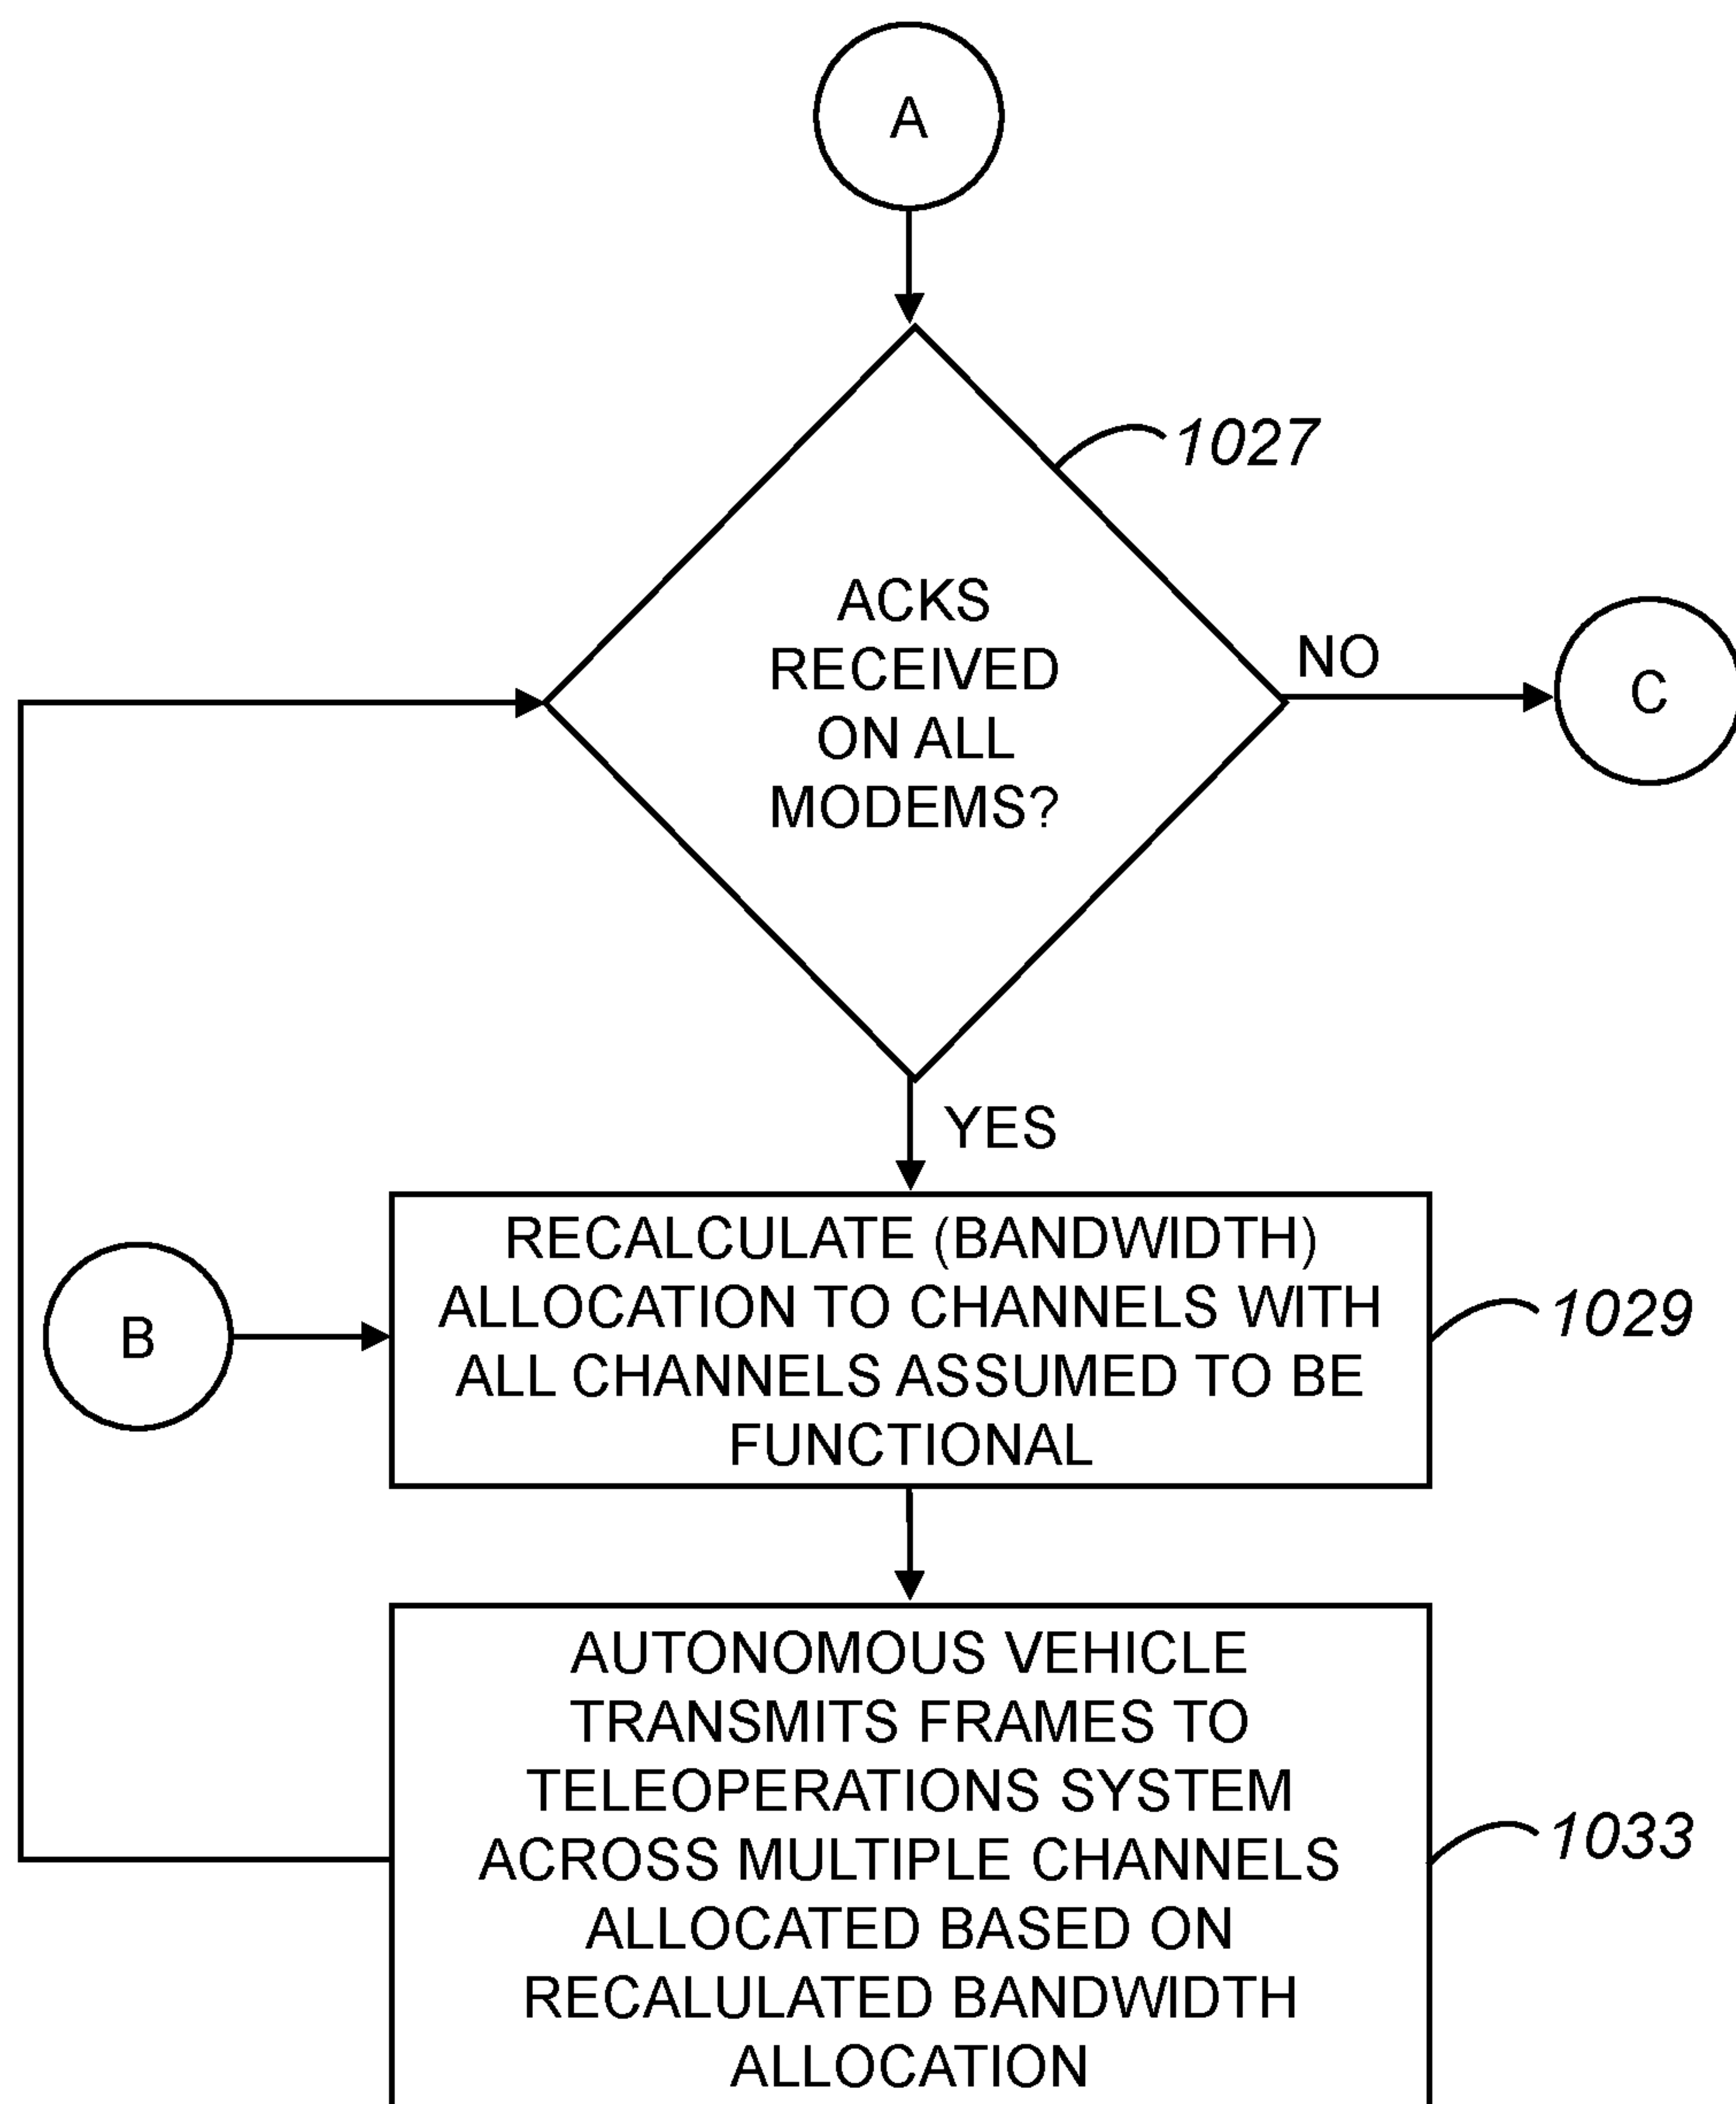 A
1027
ACKS
RECEIVED
ON ALL
MODEMS?
NO
C
YES
RECALCULATE (BANDWIDTH)
ALLOCATION TO CHANNELS WITH
ALL CHANNELS ASSUMED TO BE
FUNCTIONAL
1029
B
AUTONOMOUS VEHICLE
TRANSMITS FRAMES TO
TELEOPERATIONS SYSTEM
ACROSS MULTIPLE CHANNELS
ALLOCATED BASED ON
RECALULATED BANDWIDTH
ALLOCATION
1033